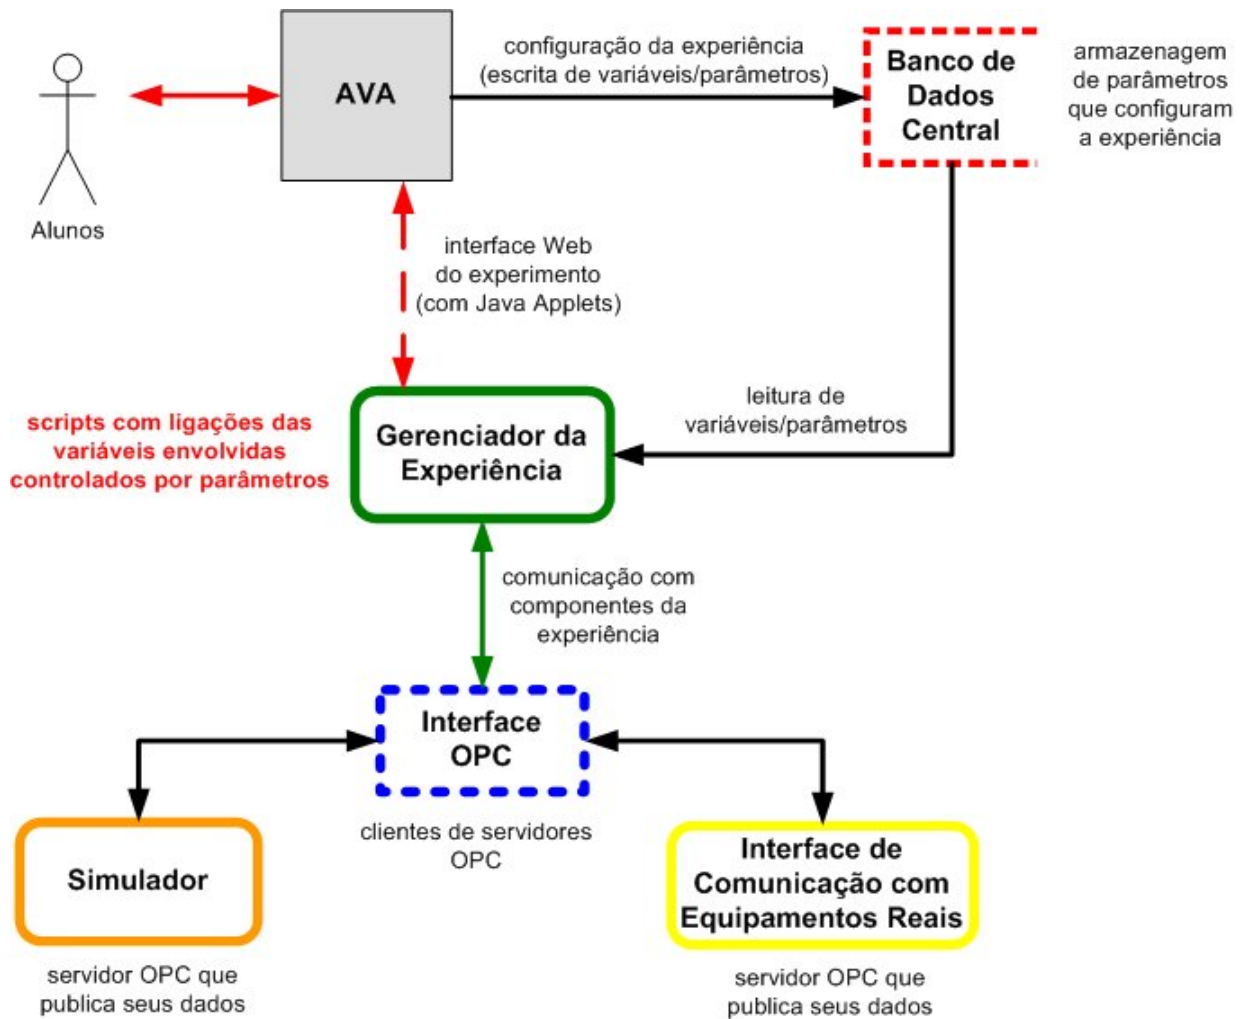 AVA
configuração da experiência
(escrita de variáveis/parâmetros)
Banco de
Dados
Central
armazenagem
de parâmetros
que configuram
a experiência
Alunos
interface Web
do experimento
(com Java Applets)
scripts com ligações das
variáveis envolvidas
controlados por parâmetros
Gerenciador da
Experiência
leitura de
variáveis/parâmetros
comunicação com
componentes da
experiência
Interface
OPC
clientes de servidores
OPC
Simulador
servidor OPC que
publica seus dados
Interface de
Comunicação com
Equipamentos Reais
servidor OPC que
publica seus dados